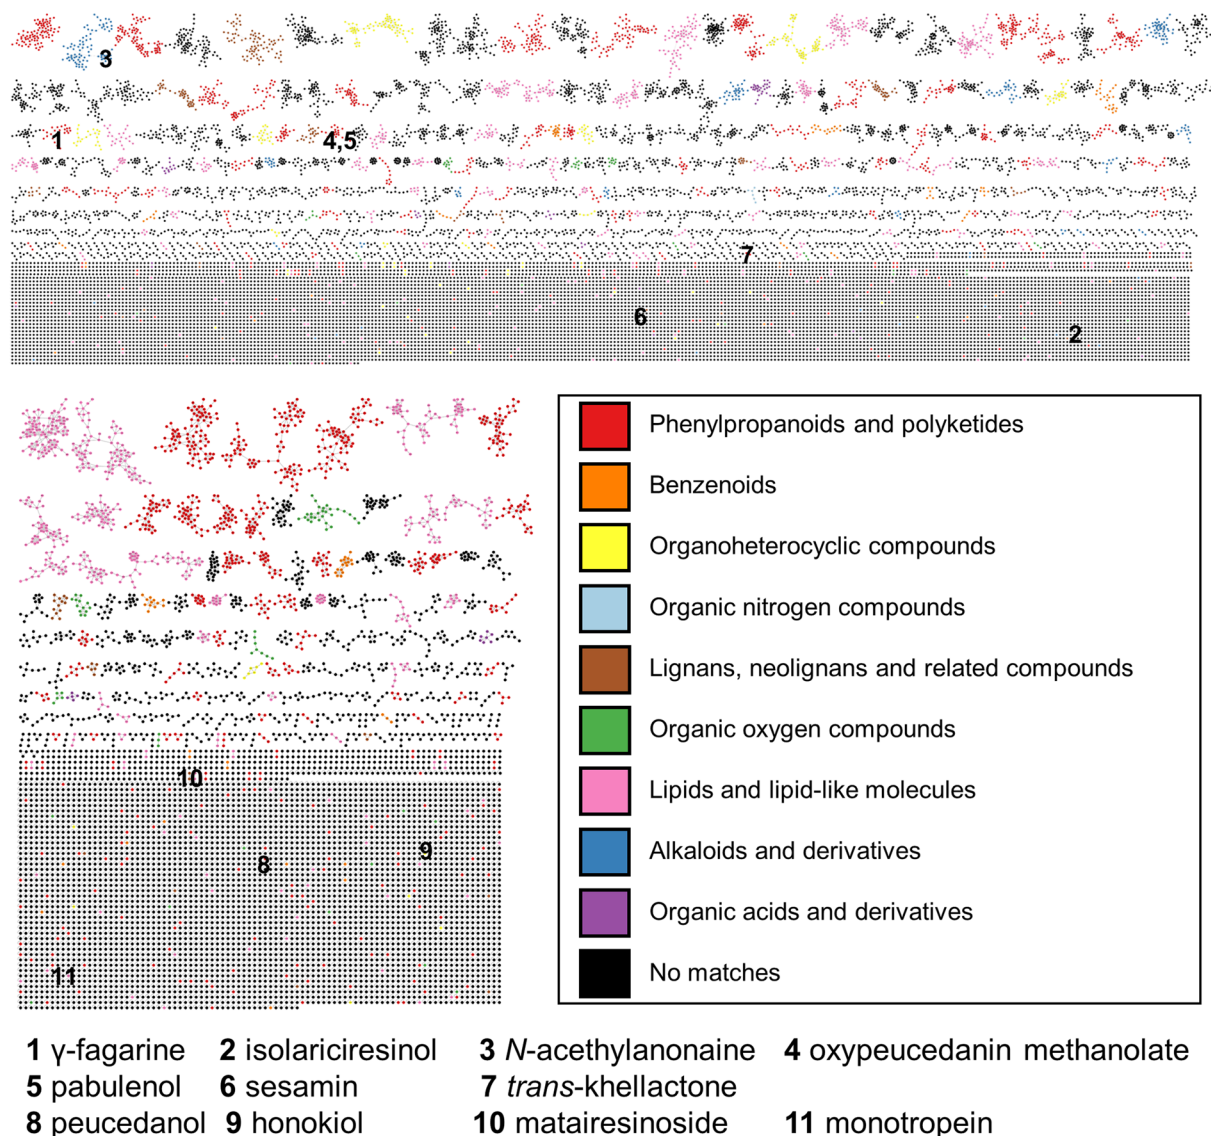 3
1
4,5
7
6
2
10
8
9
11
Phenylpropanoids and polyketides
Benzenoids
Organoheterocyclic compounds
Organic nitrogen compounds
Lignans, neolignans and related compounds
Organic oxygen compounds
Lipids and lipid-like molecules
Alkaloids and derivatives
Organic acids and derivatives
No matches
1 γ-fagarine 2 isolariciresinol 3 N-acethylanonaine 4 oxypeucedanin methanolate
5 pabulenol 6 sesamin 7 trans-khellactone
8 peucedanol 9 honokiol 10 matairesinoside 11 monotropein